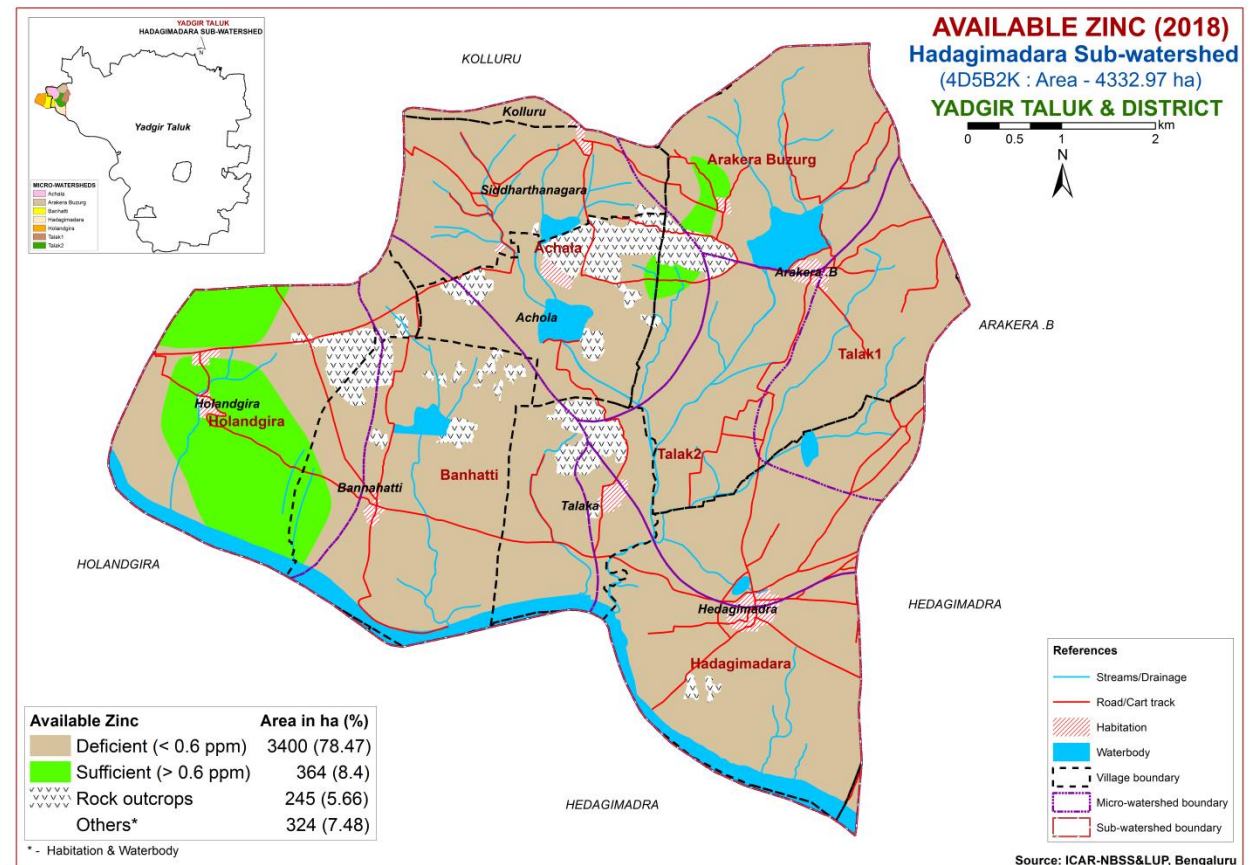 YADGIR TALUK
HADAGIMADARA SUB-WATERSHED
N
Yadgir Taluk
MICRO-WATERSHEDS
Achala
Arakera Buzurg
Banhatti
Hadagimadara
Holandgira
Talak1
Talak2
AVAILABLE ZINC (2018)
Hadagimadara Sub-watershed
(4D5B2K : Area - 4332.97 ha)
YADGIR TALUK & DISTRICT
km
0 0.5 1 2
N
KOLLURU
Kolluru
Arakera Buzurg
Siddharthanagara
Achala
Arakera .B
Achola
ARAKERA .B
Talak1
Holandgira
Holandgira
Talak2
Banhatti
Bannahatti
Talaka
HOLANDGIRA
HEDAGIMADRA
Hedagimadra
Hadagimadara
HEDAGIMADRA
Available Zinc Area in ha (%)
Deficient (< 0.6 ppm) 3400 (78.47)
Sufficient (> 0.6 ppm) 364 (8.4)
Rock outcrops 245 (5.66)
Others* 324 (7.48)
* - Habitation & Waterbody
References
Streams/Drainage
Road/Cart track
Habitation
Waterbody
Village boundary
Micro-watershed boundary
Sub-watershed boundary
Source: ICAR-NBSS&LUP, Bengaluru